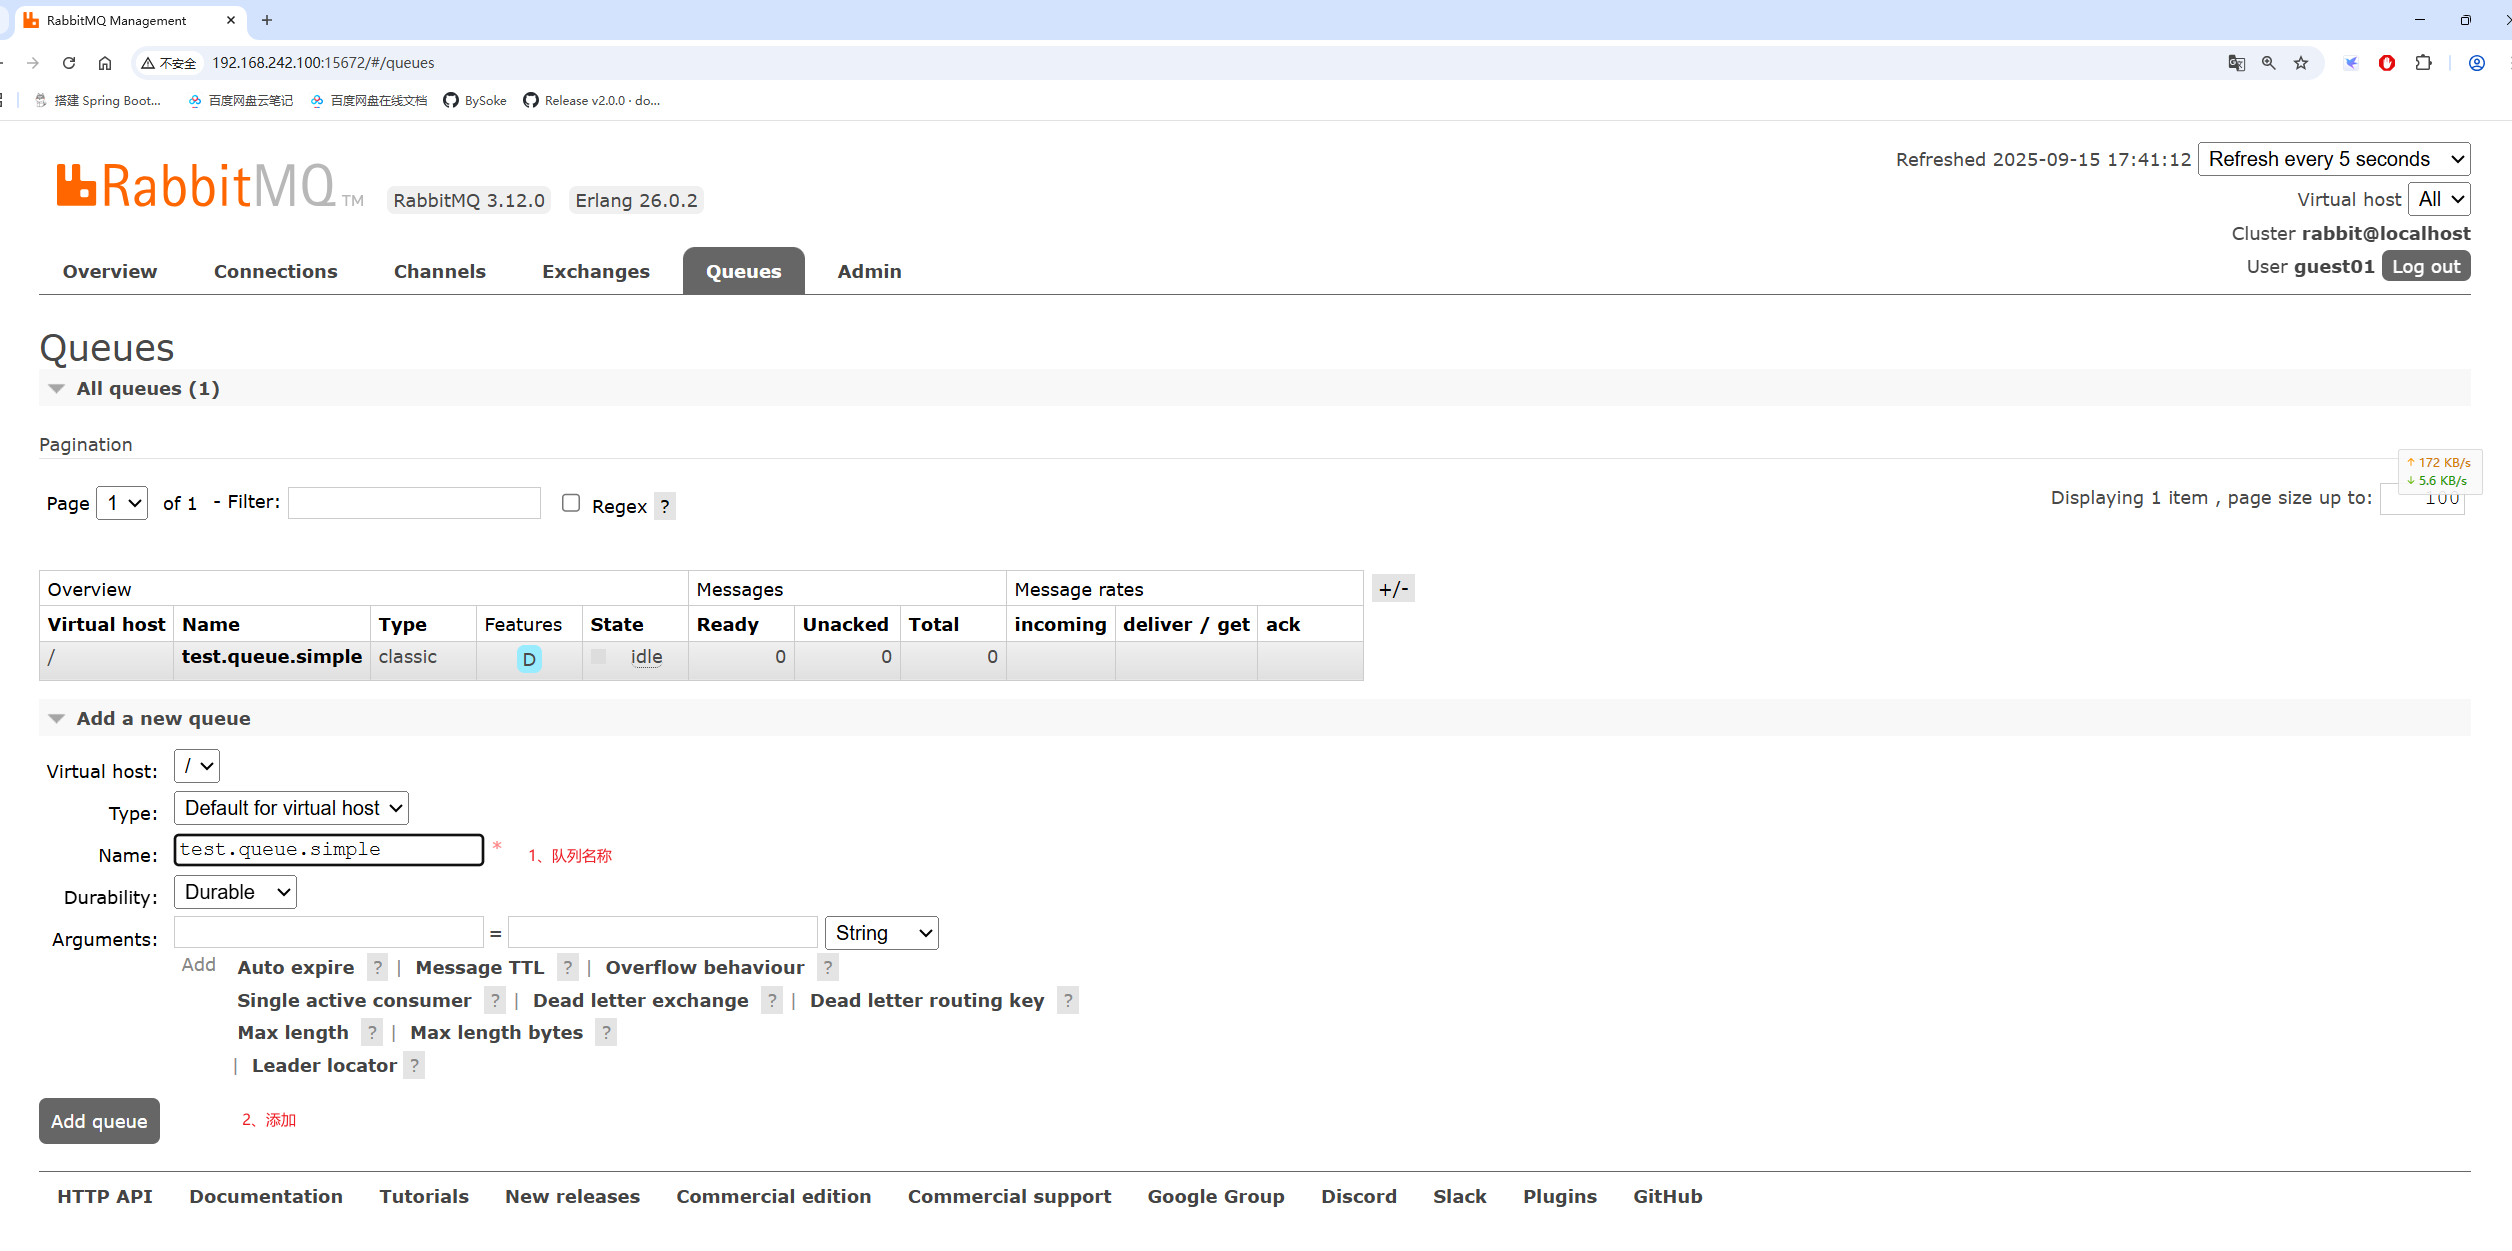 RabbitMQ Management
不安全 192.168.242.100:15672/#/queues
搭建 Spring Boot... 百度网盘云笔记 百度网盘在线文档 BySoke Release v2.0.0 · do...
Refreshed 2025-09-15 17:41:12 Refresh every 5 seconds
RabbitMQ TM RabbitMQ 3.12.0 Erlang 26.0.2
Virtual host All
Cluster rabbit@localhost
User guest01 Log out
Overview Connections Channels Exchanges Queues Admin
Queues
All queues (1)
Pagination
↑ 172 KB/s
↓ 5.6 KB/s
Page 1 of 1 - Filter: Regex ? Displaying 1 item , page size up to: 100
Overview Messages Message rates +/-
Virtual host Name Type Features State Ready Unacked Total incoming deliver / get ack
/ test.queue.simple classic D idle 0 0 0
Add a new queue
Virtual host: /
Type: Default for virtual host
Name: test.queue.simple * 1、队列名称
Durability: Durable
Arguments: = String
Add Auto expire ? | Message TTL ? | Overflow behaviour ?
Single active consumer ? | Dead letter exchange ? | Dead letter routing key ?
Max length ? | Max length bytes ?
| Leader locator ?
Add queue 2、添加
HTTP API Documentation Tutorials New releases Commercial edition Commercial support Google Group Discord Slack Plugins GitHub